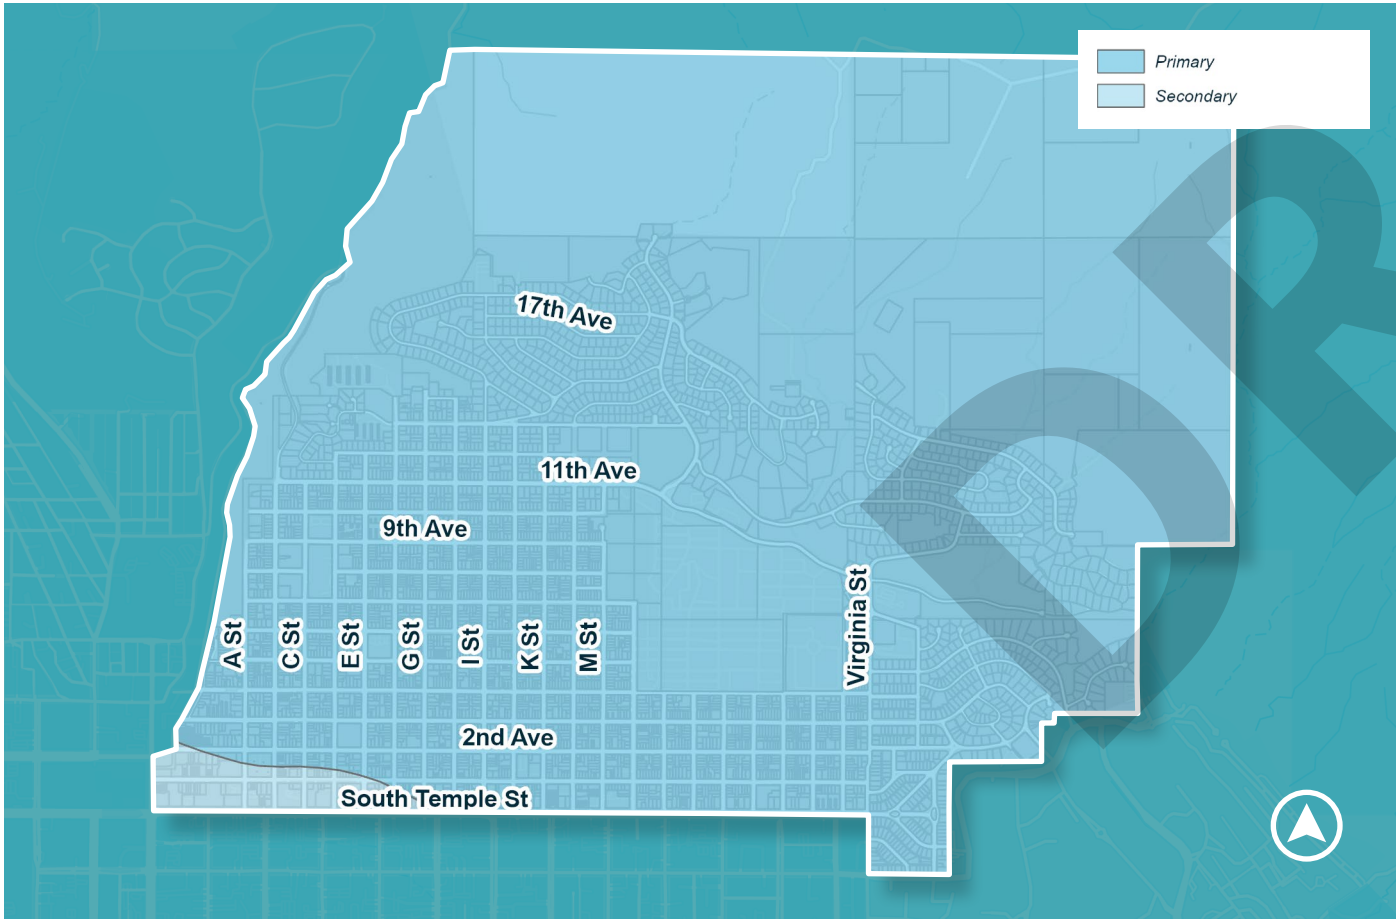 Primary
Secondary
17th Ave
11th Ave
9th Ave
A St
C St
E St
G St
I St
K St
M St
Virginia St
2nd Ave
South Temple St
D R